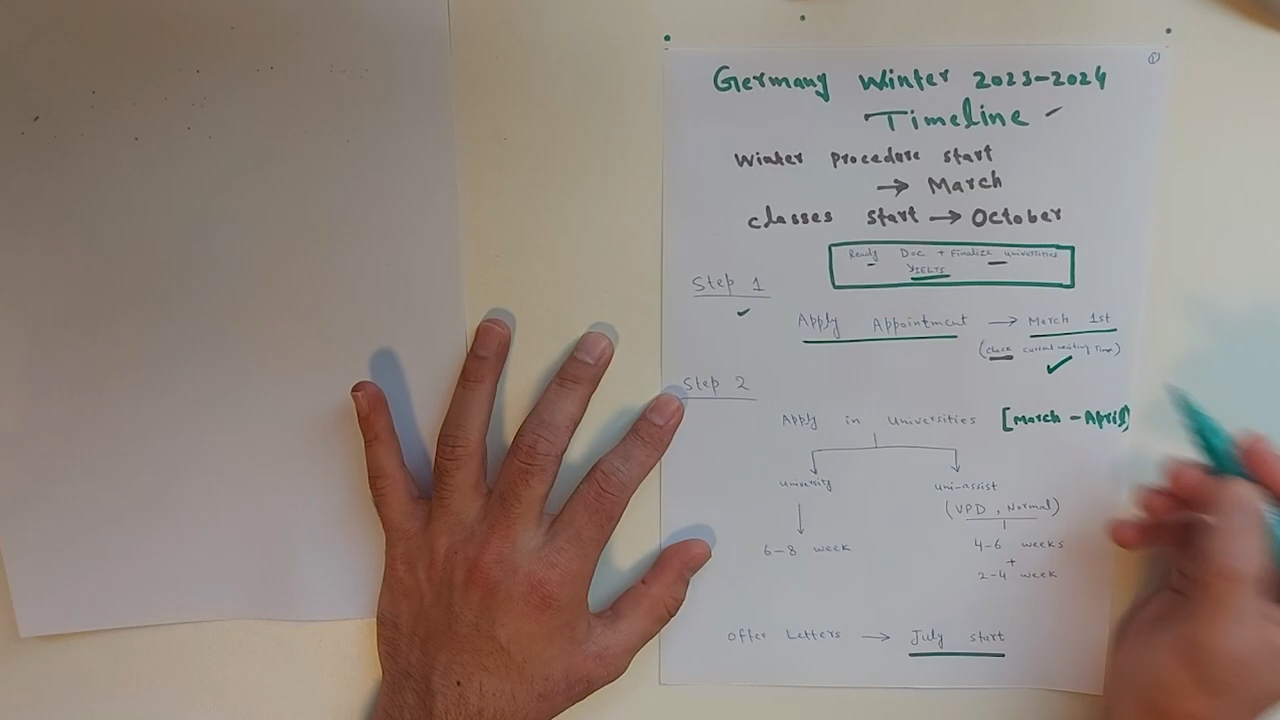 ①
Germany Winter 2023-2024
Timeline
Winter procedure start
→ March
classes start → October
Ready Doc + Finalize universities
IELTS
Step 1
Apply Appointment → March 1st
(check current waiting time)
Step 2
Apply in Universities [March - April]
university uni-assist
(VPD, Normal)
6-8 week 4-6 weeks
+
2-4 week
Offer Letters → July start